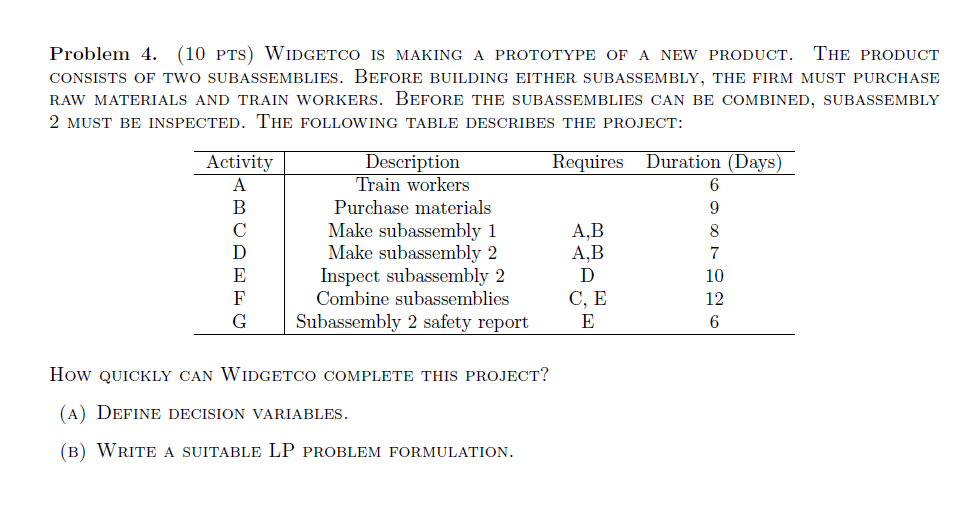 Problem 4. (10 PTS) WIDGETCO IS MAKING A PROTOTYPE OF A NEW PRODUCT. THE PRODUCT
CONSISTS OF TWO SUBASSEMBLIES. BEFORE BUILDING EITHER SUBASSEMBLY, THE FIRM MUST PURCHASE
RAW MATERIALS AND TRAIN WORKERS. BEFORE THE SUBASSEMBLIES CAN BE COMBINED, SUBASSEMBLY
2 MUST BE INSPECTED. THE FOLLOWING TABLE DESCRIBES THE PROJECT:
Activity Description Requires Duration (Days)
A Train workers 6
B Purchase materials 9
C Make subassembly 1 A,B 8
D Make subassembly 2 A,B 7
E Inspect subassembly 2 D 10
F Combine subassemblies C, E 12
G Subassembly 2 safety report E 6
HOW QUICKLY CAN WIDGETCO COMPLETE THIS PROJECT?
(A) DEFINE DECISION VARIABLES.
(B) WRITE A SUITABLE LP PROBLEM FORMULATION.